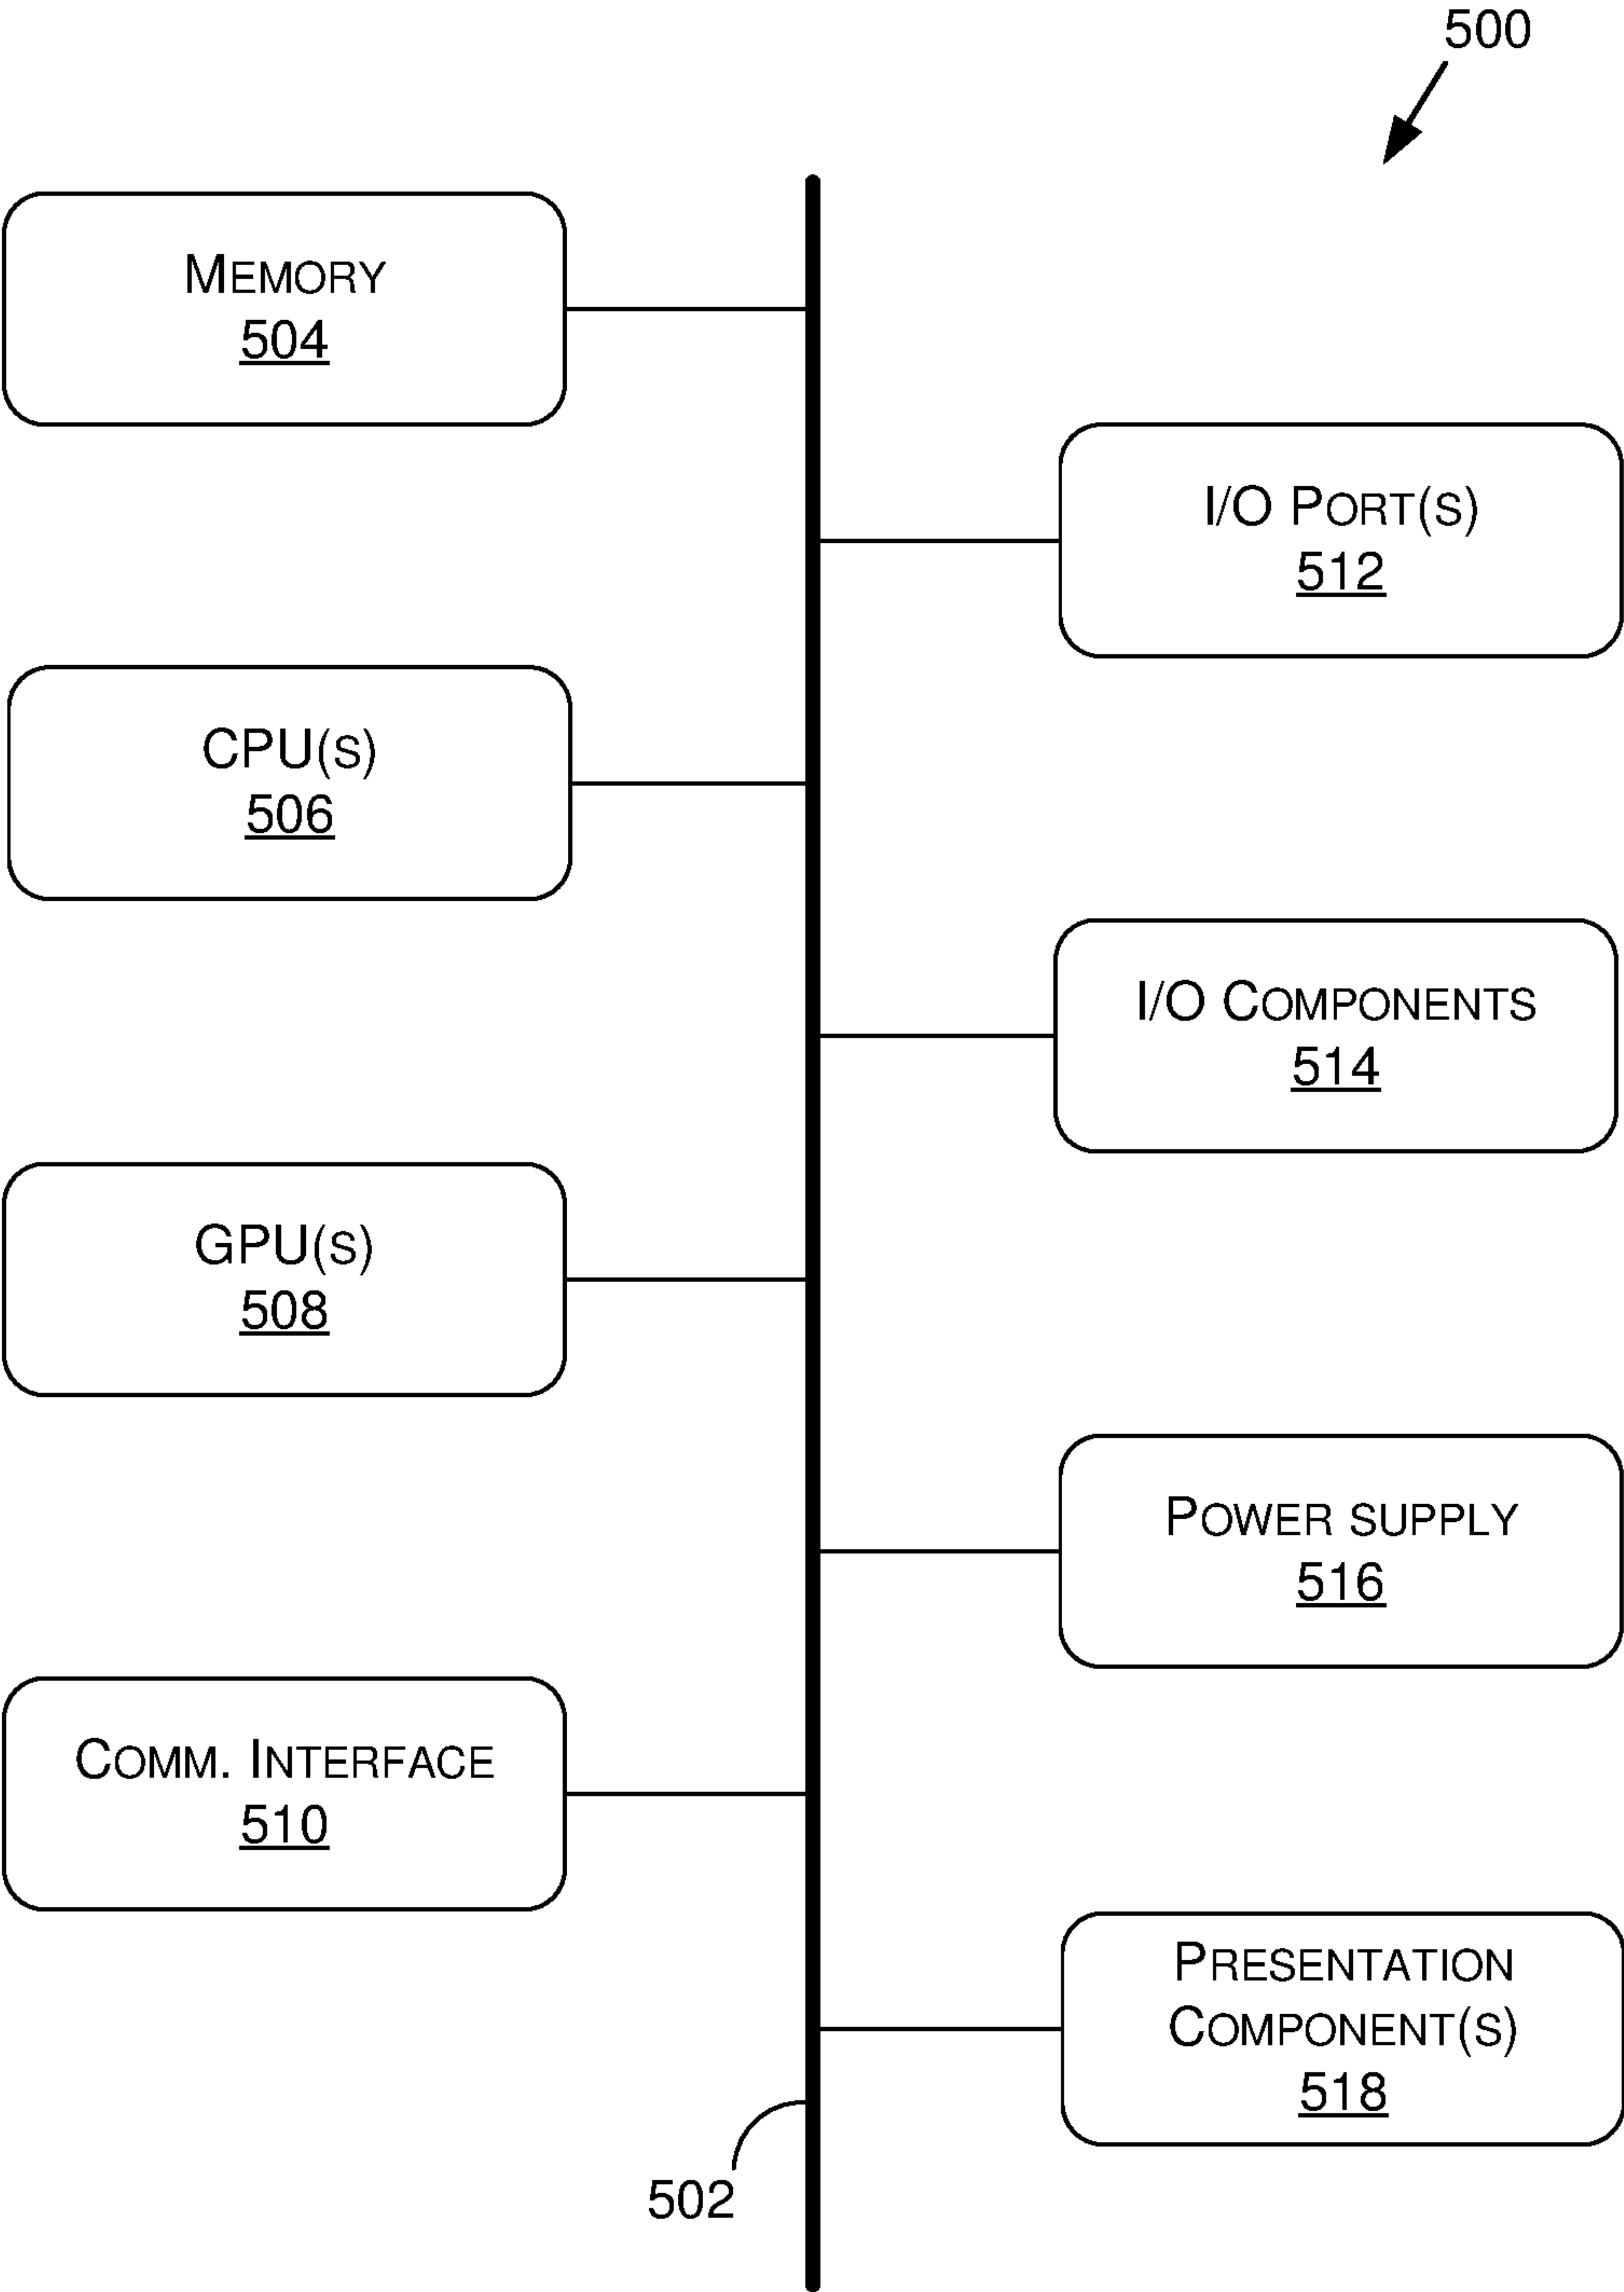 500
MEMORY
504
I/O PORT(S)
512
CPU(S)
506
I/O COMPONENTS
514
GPU(S)
508
POWER SUPPLY
516
COMM. INTERFACE
510
PRESENTATION
COMPONENT(S)
518
502